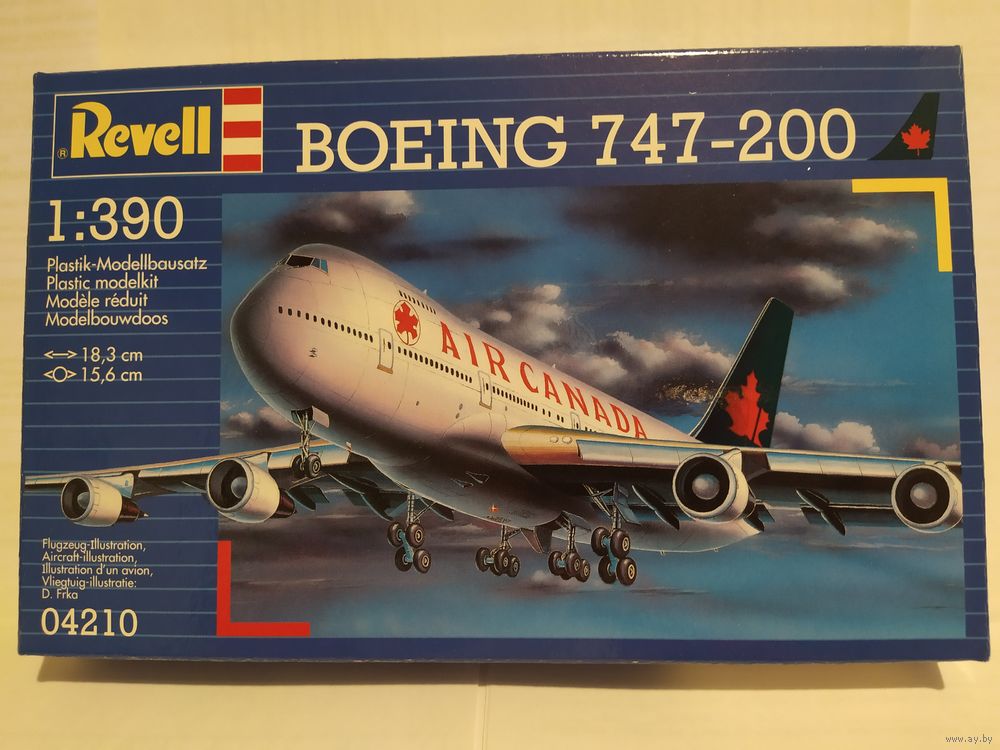 Revell
®
BOEING 747-200
1:390
Plastik-Modellbausatz
Plastic modelkit
Modèle réduit
Modelbouwdoos
18,3 cm
15,6 cm
AIR CANADA
Flugzeug-Illustration,
Aircraft-illustration,
Illustration d'un avion,
Vliegtuig-illustratie:
D. Frka
04210
www.ay.by